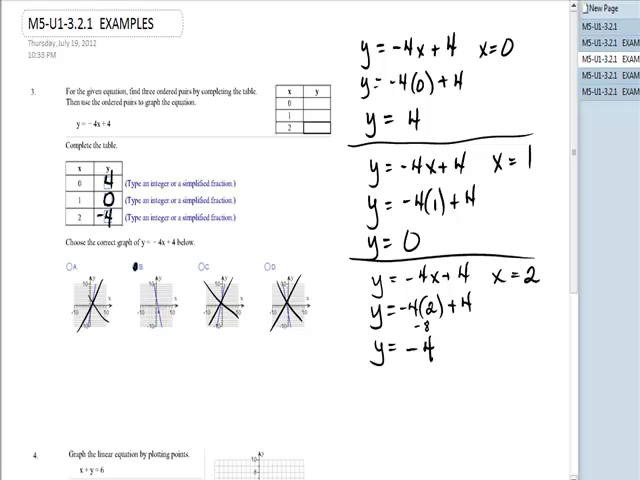 M5-U1-3.2.1 EXAMPLES
Thursday, July 19, 2012
10:33 PM
3. For the given equation, find three ordered pairs by completing the table.
Then use the ordered pairs to graph the equation.
y = − 4x + 4
x y
0
1
2
Complete the table.
x y
0 4 (Type an integer or a simplified fraction.)
1 0 (Type an integer or a simplified fraction.)
2 -4 (Type an integer or a simplified fraction.)
Choose the correct graph of y = − 4x + 4 below.
A. B. C. D.
4. Graph the linear equation by plotting points.
x + y = 6
y = -4x + 4 x = 0
y = -4(0) + 4
y = 4
y = -4x + 4 x = 1
y = -4(1) + 4
y = 0
y = -4x + 4 x = 2
y = -4(2) + 4
-8
y = -4
New Page
M5-U1-3.2.1
M5-U1-3.2.1 EXAM
M5-U1-3.2.1 EXAM
M5-U1-3.2.1 EXAM
M5-U1-3.2.1 EXAM